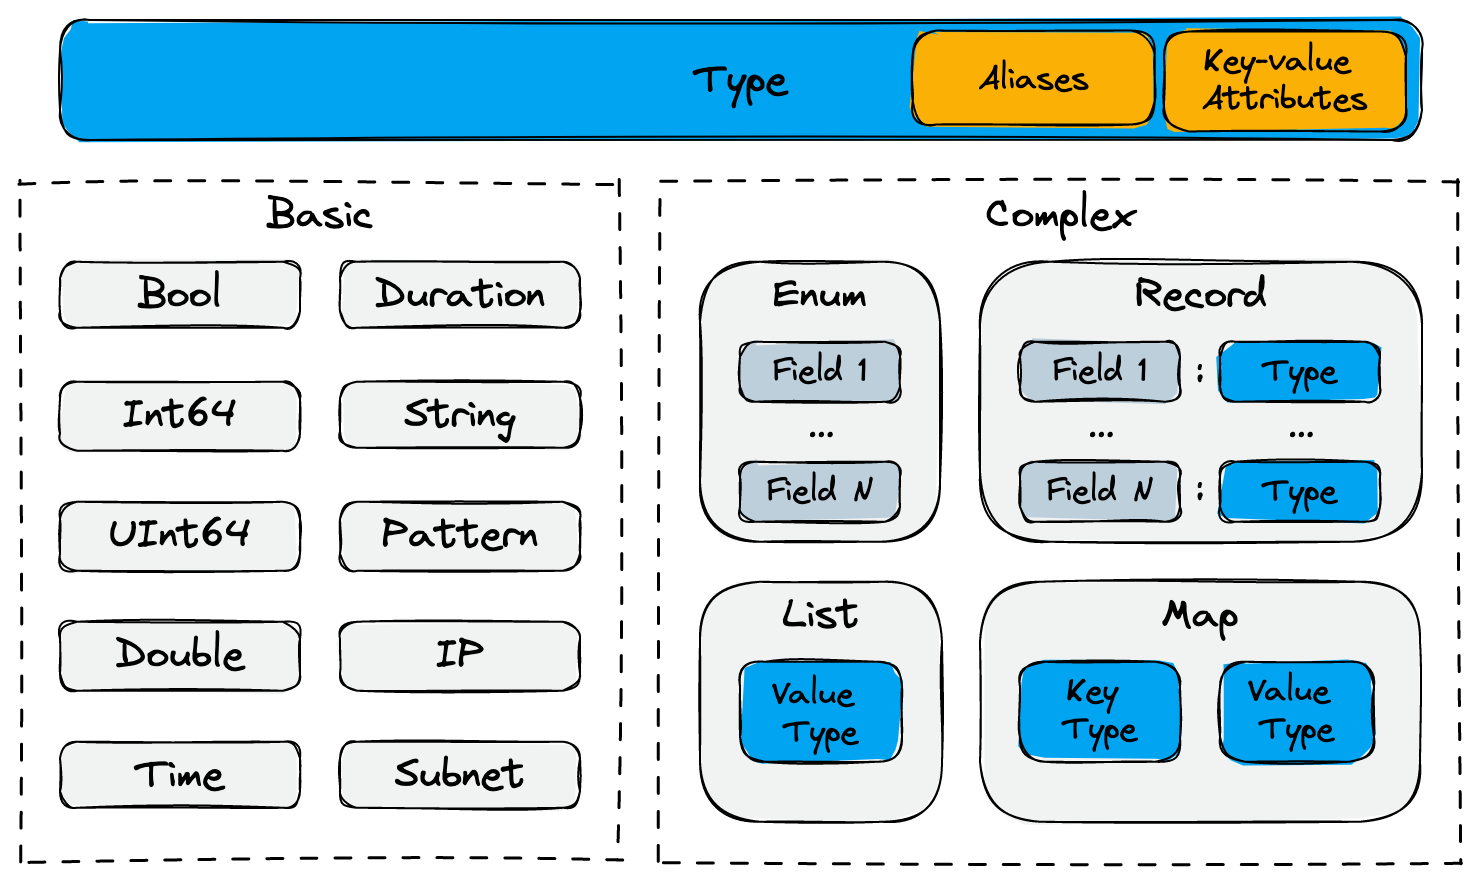 Type
Aliases
Key-value
Attributes
Basic
Bool
Duration
Int64
String
UInt64
Pattern
Double
IP
Time
Subnet
Complex
Enum
Field 1
...
Field N
Record
Field 1 : Type
... ...
Field N : Type
List
Value
Type
Map
Key
Type
Value
Type